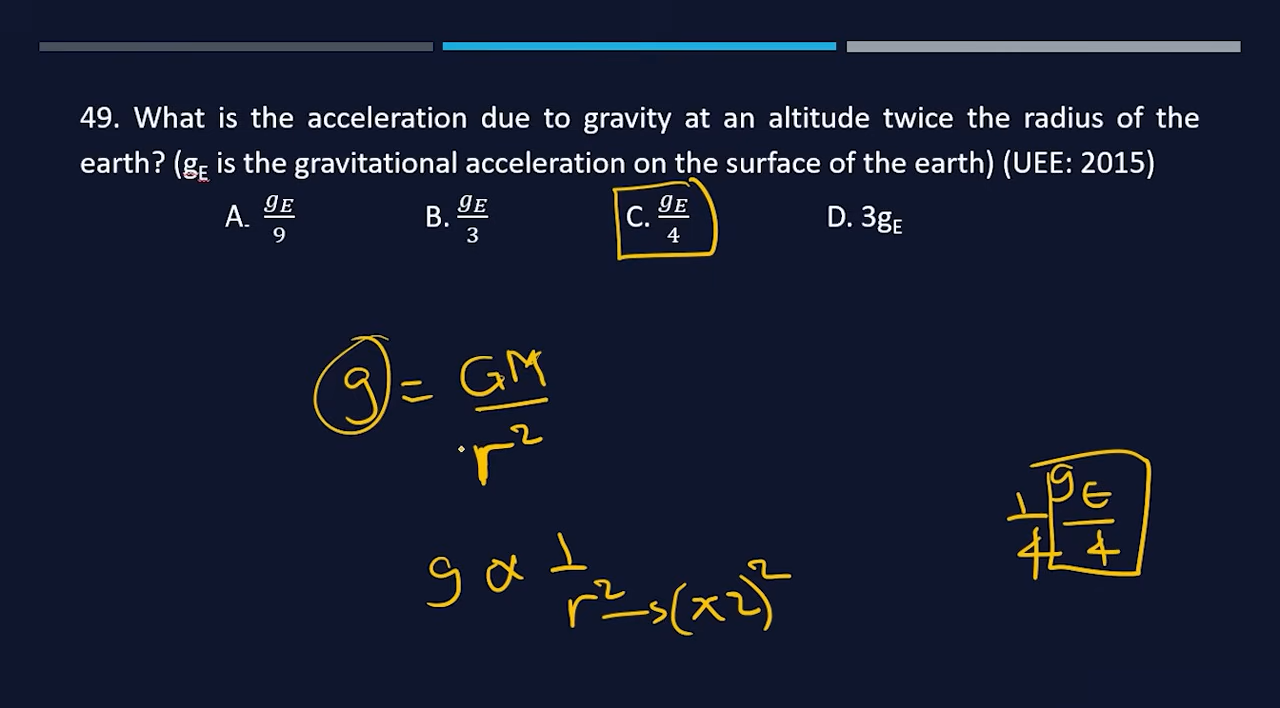 49. What is the acceleration due to gravity at an altitude twice the radius of the
earth? (gE is the gravitational acceleration on the surface of the earth) (UEE: 2015)
A. gE/9 B. gE/3 C. gE/4 D. 3gE
g = GM/r²
1/4 gE/4
g ∝ 1/r² → (x2)²